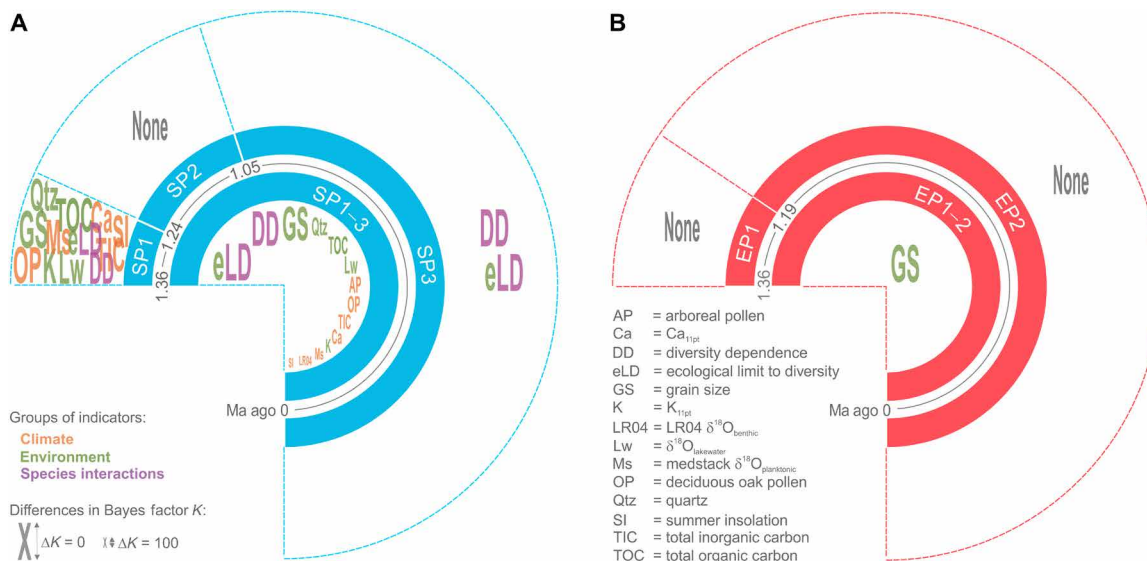 A
None
Qtz
TOC
Ca
SI
GS
Ms
eLD
TIC
OP
K
Lw
DD
SP1
SP2
SP3
1.36
1.24
1.05
SP1–3
eLD
DD
GS
Qtz
TOC
Lw
AP
OP
TIC
Ca
K
Ms
LR04
SI
DD
eLD
Ma ago 0
Groups of indicators:
Climate
Environment
Species interactions
Differences in Bayes factor K:
ΔK = 0
ΔK = 100
B
None
None
EP1
EP2
1.36
1.19
EP1–2
GS
Ma ago 0
AP = arboreal pollen
Ca = Ca11pt
DD = diversity dependence
eLD = ecological limit to diversity
GS = grain size
K = K11pt
LR04 = LR04 δ18Obenthic
Lw = δ18Olakewater
Ms = medstack δ18Oplanktonic
OP = deciduous oak pollen
Qtz = quartz
SI = summer insolation
TIC = total inorganic carbon
TOC = total organic carbon